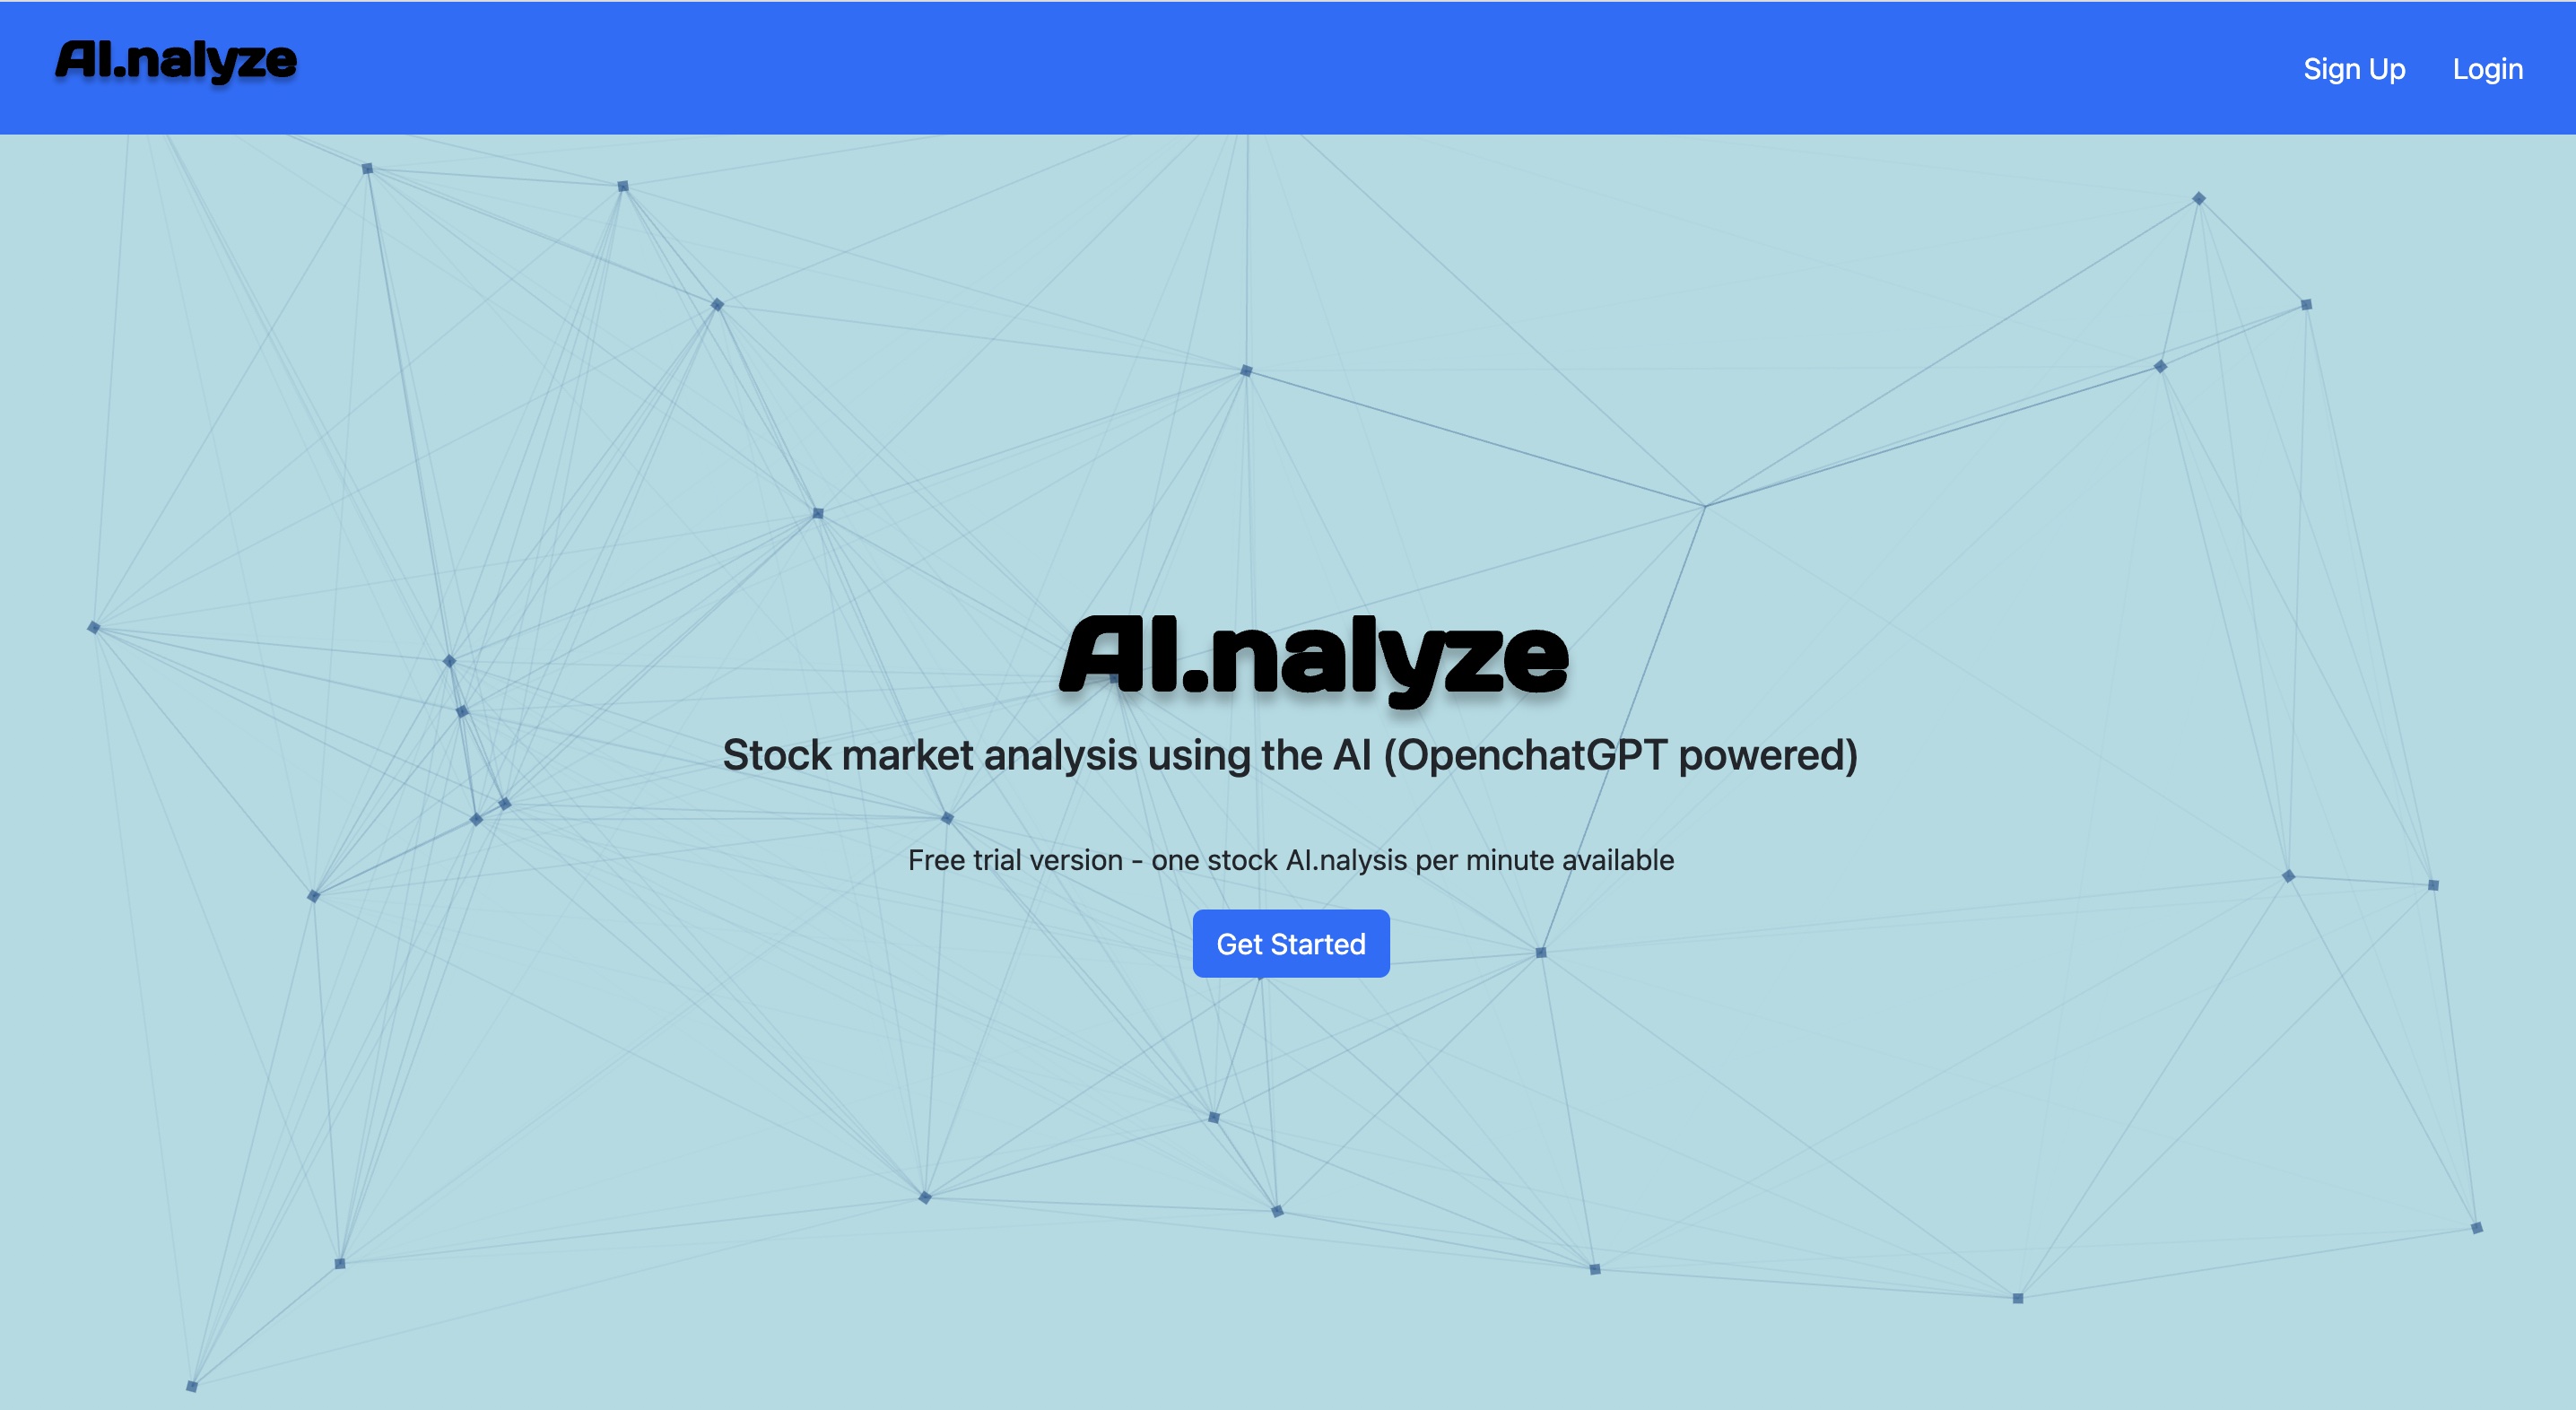 AI.nalyze
Sign Up Login
AI.nalyze
Stock market analysis using the AI (OpenchatGPT powered)
Free trial version - one stock AI.nalysis per minute available
Get Started